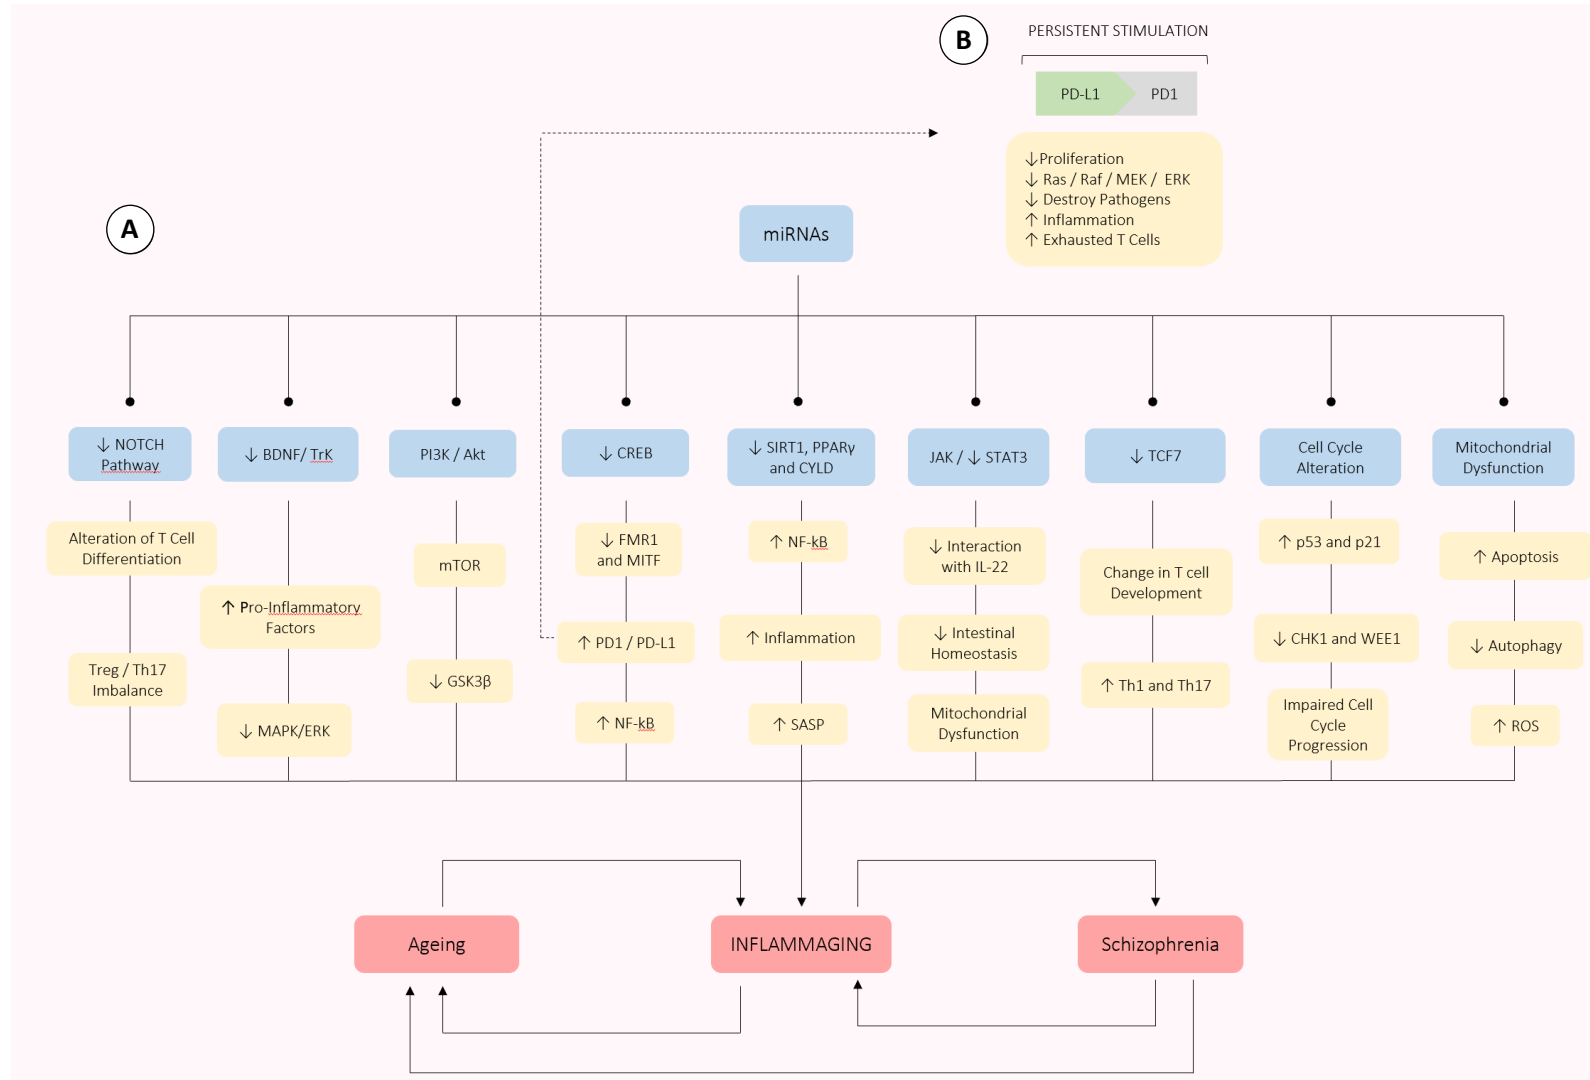 B
PERSISTENT STIMULATION
PD-L1
PD1
↓Proliferation
↓ Ras / Raf / MEK / ERK
↓ Destroy Pathogens
↑ Inflammation
↑ Exhausted T Cells
A
miRNAs
↓ NOTCH
Pathway
Alteration of T Cell
Differentiation
Treg / Th17
Imbalance
↓ BDNF/ TrK
↑ Pro-Inflammatory
Factors
↓ MAPK/ERK
PI3K / Akt
mTOR
↓ GSK3β
↓ CREB
↓ FMR1
and MITF
↑ PD1 / PD-L1
↑ NF-kB
↓ SIRT1, PPARγ
and CYLD
↑ NF-kB
↑ Inflammation
↑ SASP
JAK / ↓ STAT3
↓ Interaction
with IL-22
↓ Intestinal
Homeostasis
Mitochondrial
Dysfunction
↓ TCF7
Change in T cell
Development
↑ Th1 and Th17
Cell Cycle
Alteration
↑ p53 and p21
↓ CHK1 and WEE1
Impaired Cell
Cycle
Progression
Mitochondrial
Dysfunction
↑ Apoptosis
↓ Autophagy
↑ ROS
Ageing
INFLAMMAGING
Schizophrenia